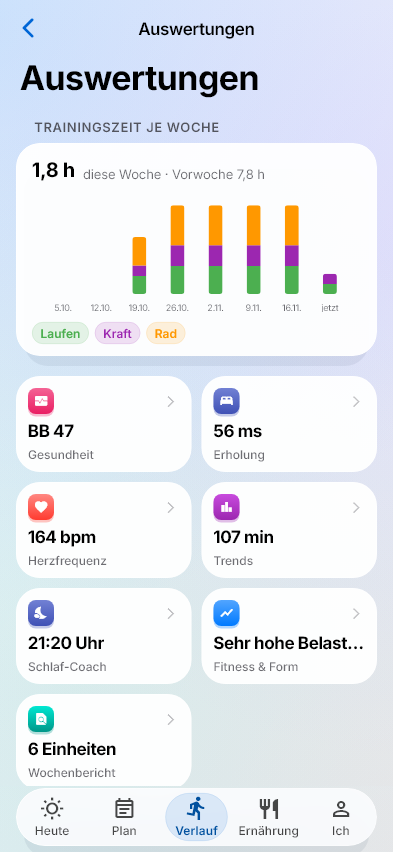 Auswertungen
Auswertungen
TRAININGSZEIT JE WOCHE
1,8 h diese Woche · Vorwoche 7,8 h
5.10. 12.10. 19.10. 26.10. 2.11. 9.11. 16.11. jetzt
Laufen Kraft Rad
BB 47
Gesundheit
56 ms
Erholung
164 bpm
Herzfrequenz
107 min
Trends
21:20 Uhr
Schlaf-Coach
Sehr hohe Belast...
Fitness & Form
6 Einheiten
Wochenbericht
Heute Plan Verlauf Ernährung Ich